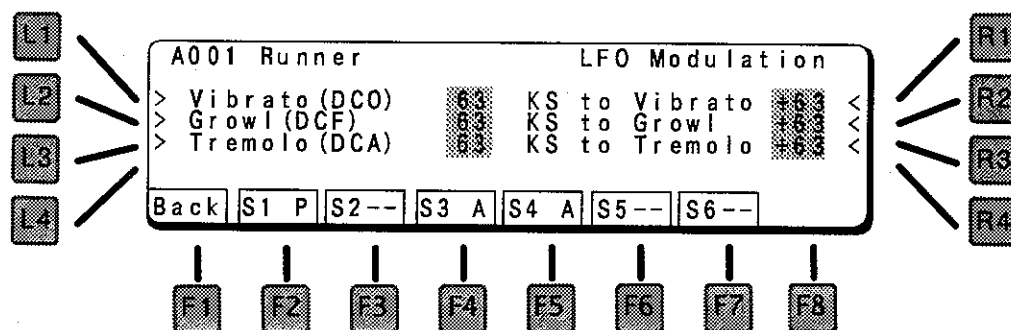 L1
R1
A001 Runner LFO Modulation
L2
R2
> Vibrato (DCO) 63 KS to Vibrato +63 <
> Growl (DCF) 63 KS to Growl +63 <
> Tremolo (DCA) 63 KS to Tremolo +63 <
L3
R3
Back S1 P S2-- S3 A S4 A S5-- S6--
L4
R4
F1 F2 F3 F4 F5 F6 F7 F8